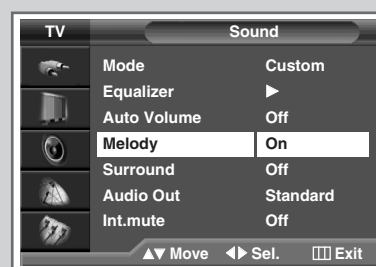 TV Sound
Mode Custom
Equalizer ▶
Auto Volume Off
Melody On
Surround Off
Audio Out Standard
Int.mute Off
▲▼ Move ◀▶ Sel. Exit